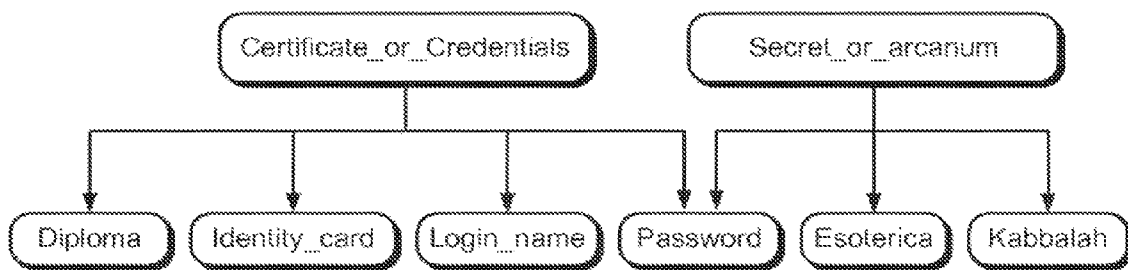 Certificate_or_Credentials Secret_or_arcanum
Diploma Identity_card Login_name Password Esoterica Kabbalah